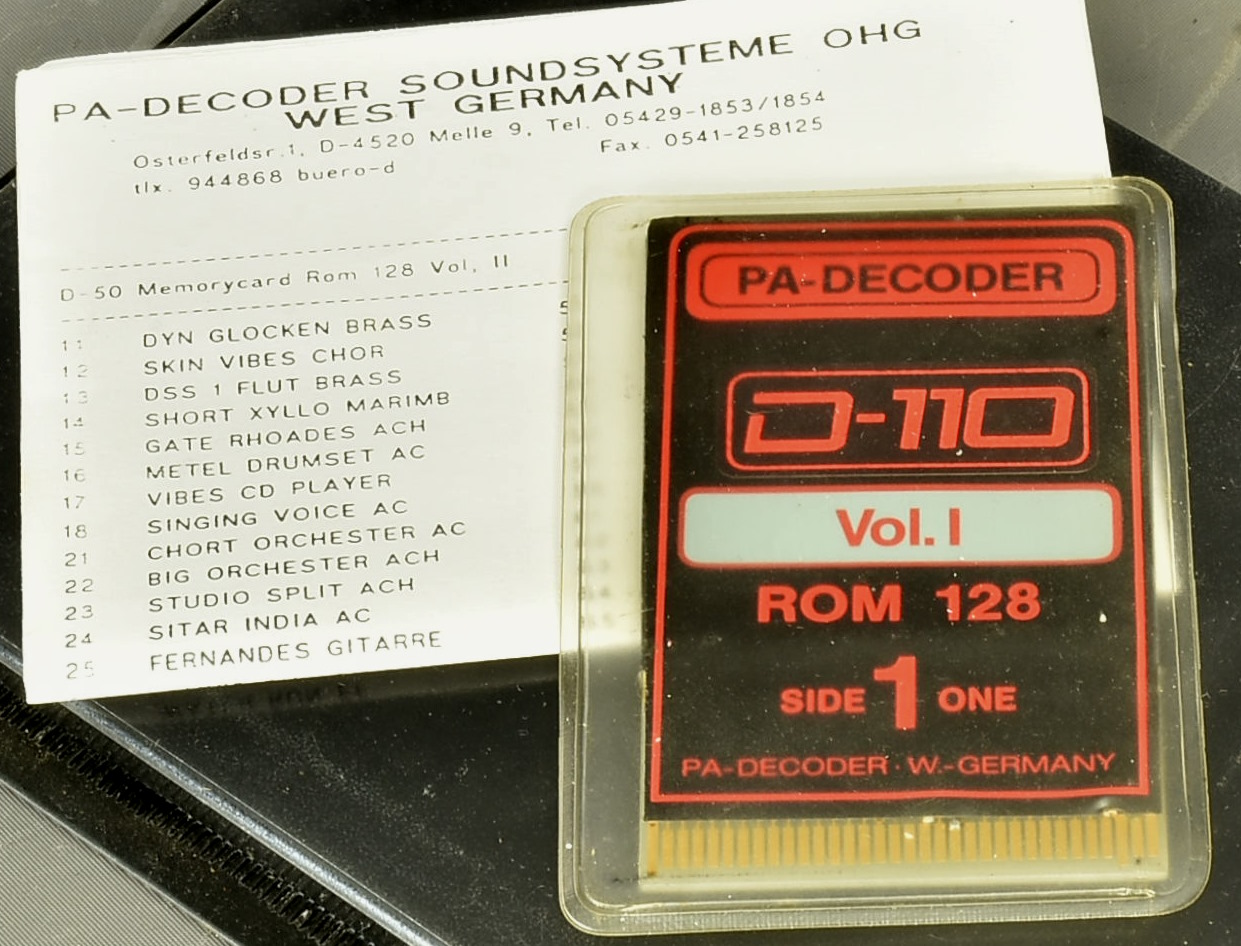 PA-DECODER SOUNDSYSTEME OHG
WEST GERMANY
Osterfeldsr.1, D-4520 Melle 9, Tel. 05429-1853/1854
tlx. 944868 buero-d Fax. 0541-258125
D-50 Memorycard Rom 128 Vol, II
11 DYN GLOCKEN BRASS
12 SKIN VIBES CHOR
13 DSS 1 FLUT BRASS
14 SHORT XYLLO MARIMB
15 GATE RHOADES ACH
16 METEL DRUMSET AC
17 VIBES CD PLAYER
18 SINGING VOICE AC
21 CHORT ORCHESTER AC
22 BIG ORCHESTER ACH
23 STUDIO SPLIT ACH
24 SITAR INDIA AC
25 FERNANDES GITARRE
PA-DECODER
D-110
Vol. I
ROM 128
SIDE 1 ONE
PA-DECODER · W.-GERMANY